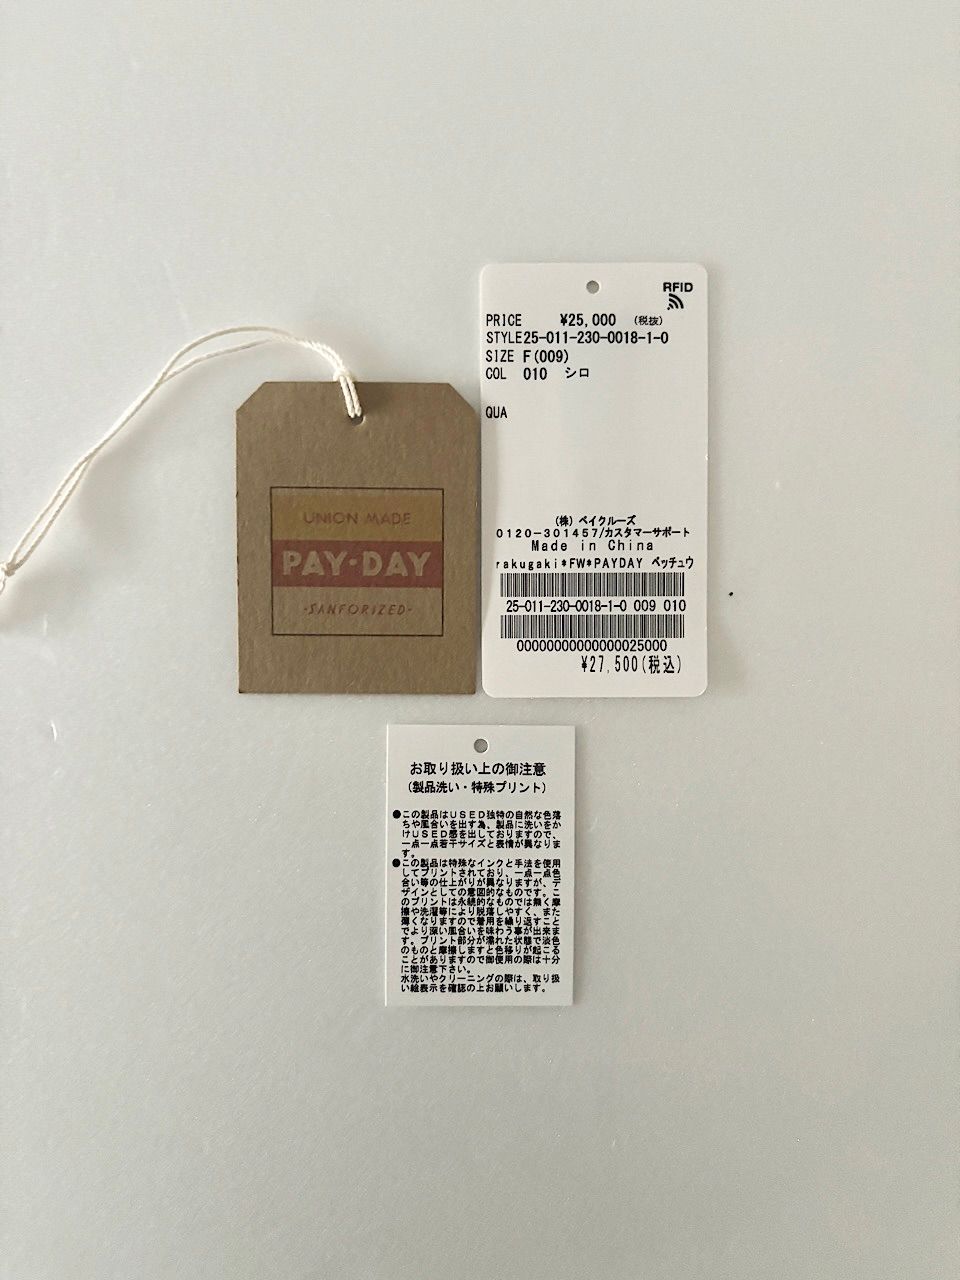 UNION MADE
PAY-DAY
-SANFORIZED-
RFID
PRICE ¥25,000 (税抜)
STYLE25-011-230-0018-1-0
SIZE F(009)
COL 010 シロ
QUA
(株) ベイクルーズ
0120-301457/カスタマーサポート
Made in China
rakugaki*FW*PAYDAY ペッチュウ
25-011-230-0018-1-0 009 010
00000000000000025000
¥27,500(税込)
お取り扱い上の御注意
(製品洗い・特殊プリント)
●この製品はUSED独特の自然な色落
ちや風合いを出す為、製品に洗いをか
けUSED感を出しておりますので、
一点一点若干サイズと表情が異なりま
す。
●この製品は特殊なインクと手法を使用
してプリントされており、一点一点色
合い等の仕上がりが異なりますが、デ
ザインとしての意図的なものです。こ
のプリントは永続的なものでは無く摩
擦や洗濯等により脱落しやすく、また
薄くなりますので着用を繰り返すこと
でより深い風合いを味わう事が出来ま
す。プリント部分が濡れた状態で淡色
のものと摩擦しますと色移りが起こる
ことがありますので御使用の際は十分
に御注意下さい。
水洗いやクリーニングの際は、取り扱
い絵表示を確認の上お願いします。